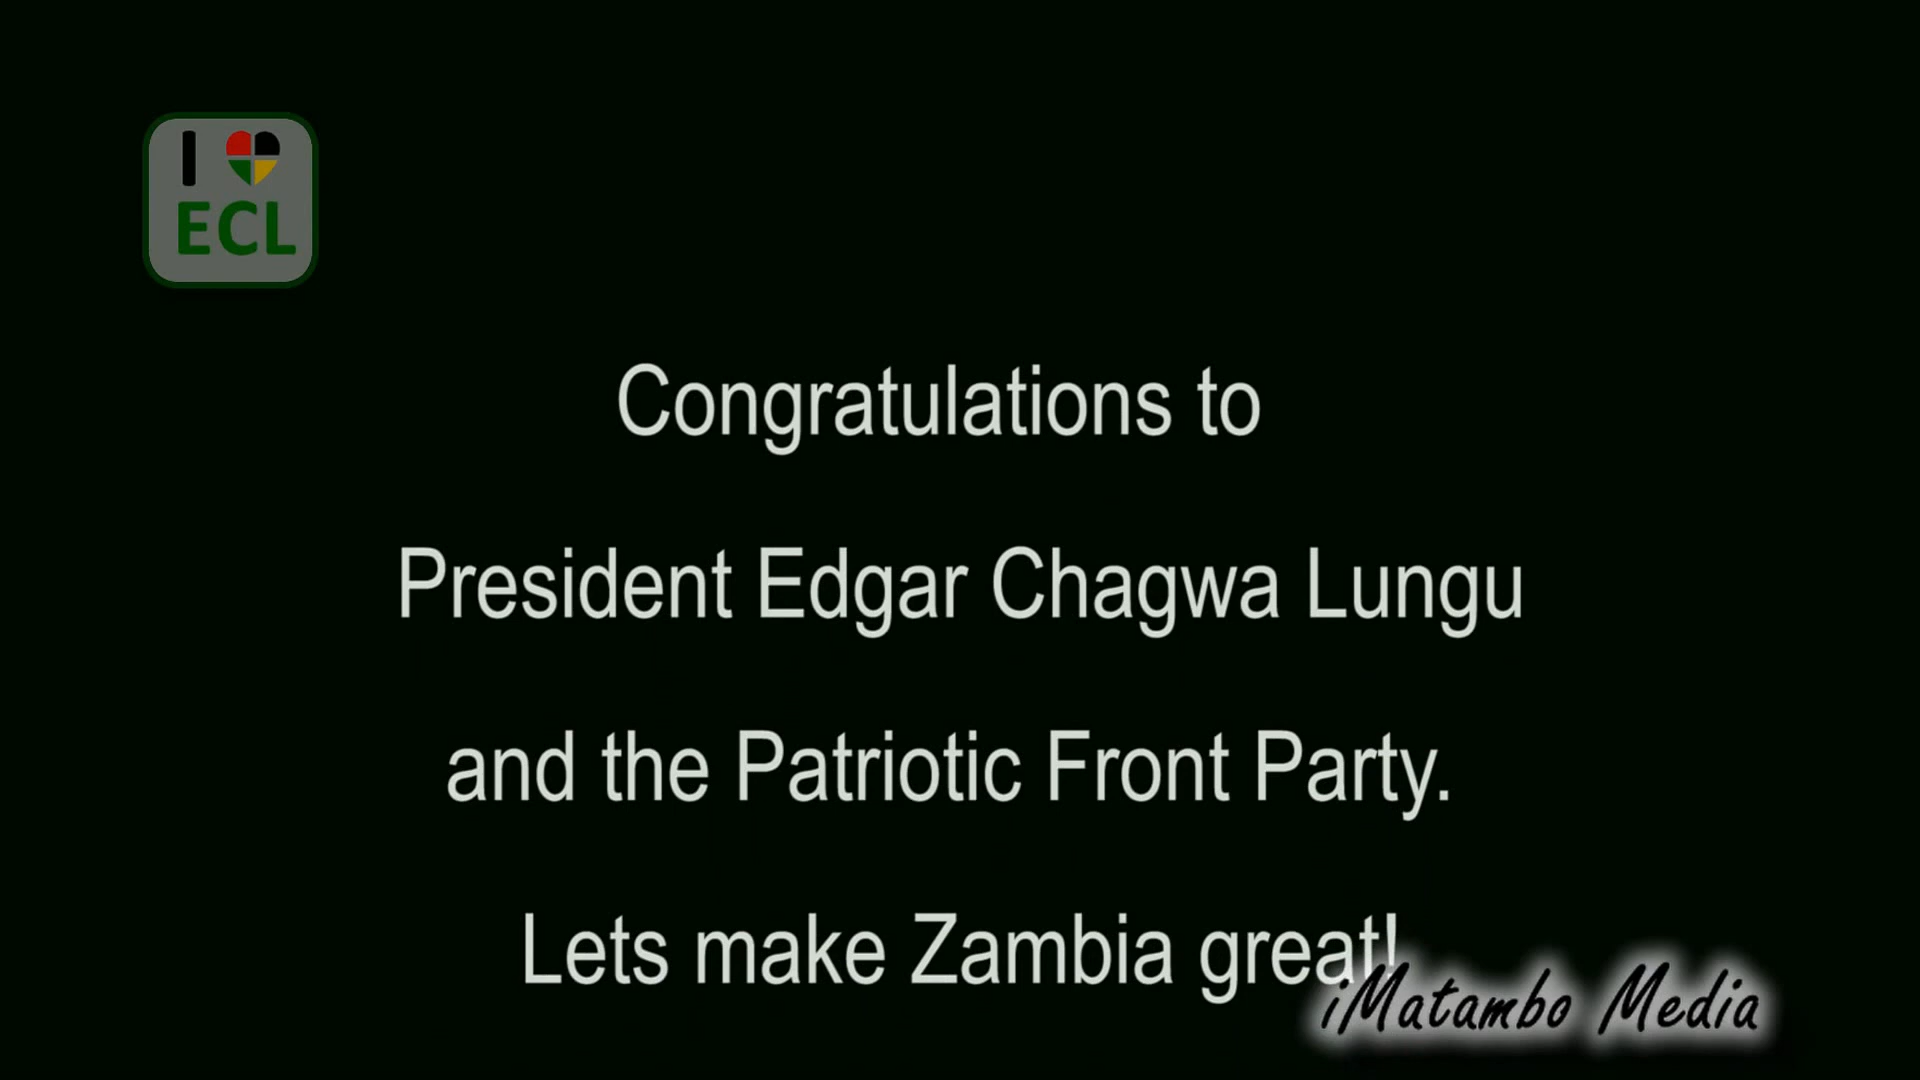 I
ECL
Congratulations to
President Edgar Chagwa Lungu
and the Patriotic Front Party.
Lets make Zambia great!
iMatambo Media